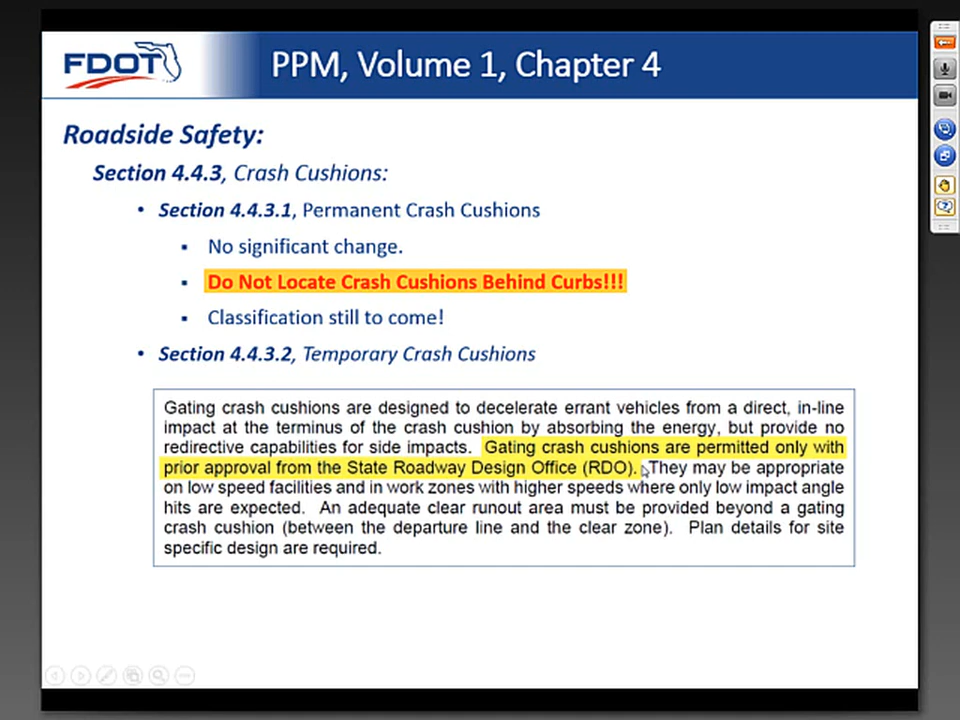 FDOT
PPM, Volume 1, Chapter 4
Roadside Safety:
Section 4.4.3, Crash Cushions:
• Section 4.4.3.1, Permanent Crash Cushions
▪ No significant change.
▪ Do Not Locate Crash Cushions Behind Curbs!!!
▪ Classification still to come!
• Section 4.4.3.2, Temporary Crash Cushions
Gating crash cushions are designed to decelerate errant vehicles from a direct, in-line
impact at the terminus of the crash cushion by absorbing the energy, but provide no
redirective capabilities for side impacts. Gating crash cushions are permitted only with
prior approval from the State Roadway Design Office (RDO). They may be appropriate
on low speed facilities and in work zones with higher speeds where only low impact angle
hits are expected. An adequate clear runout area must be provided beyond a gating
crash cushion (between the departure line and the clear zone). Plan details for site
specific design are required.